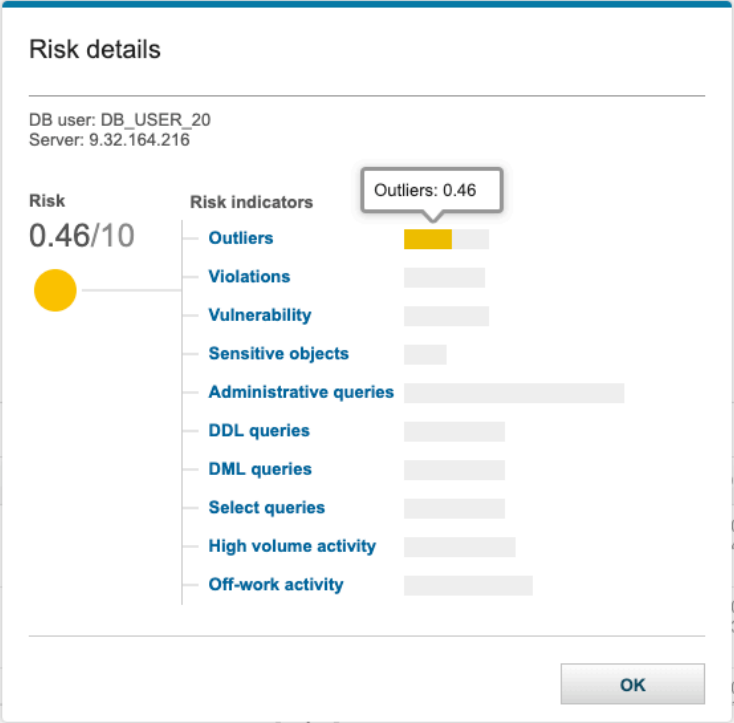 Risk details
DB user: DB_USER_20
Server: 9.32.164.216
Risk
0.46/10
Risk indicators
Outliers: 0.46
Outliers
Violations
Vulnerability
Sensitive objects
Administrative queries
DDL queries
DML queries
Select queries
High volume activity
Off-work activity
OK